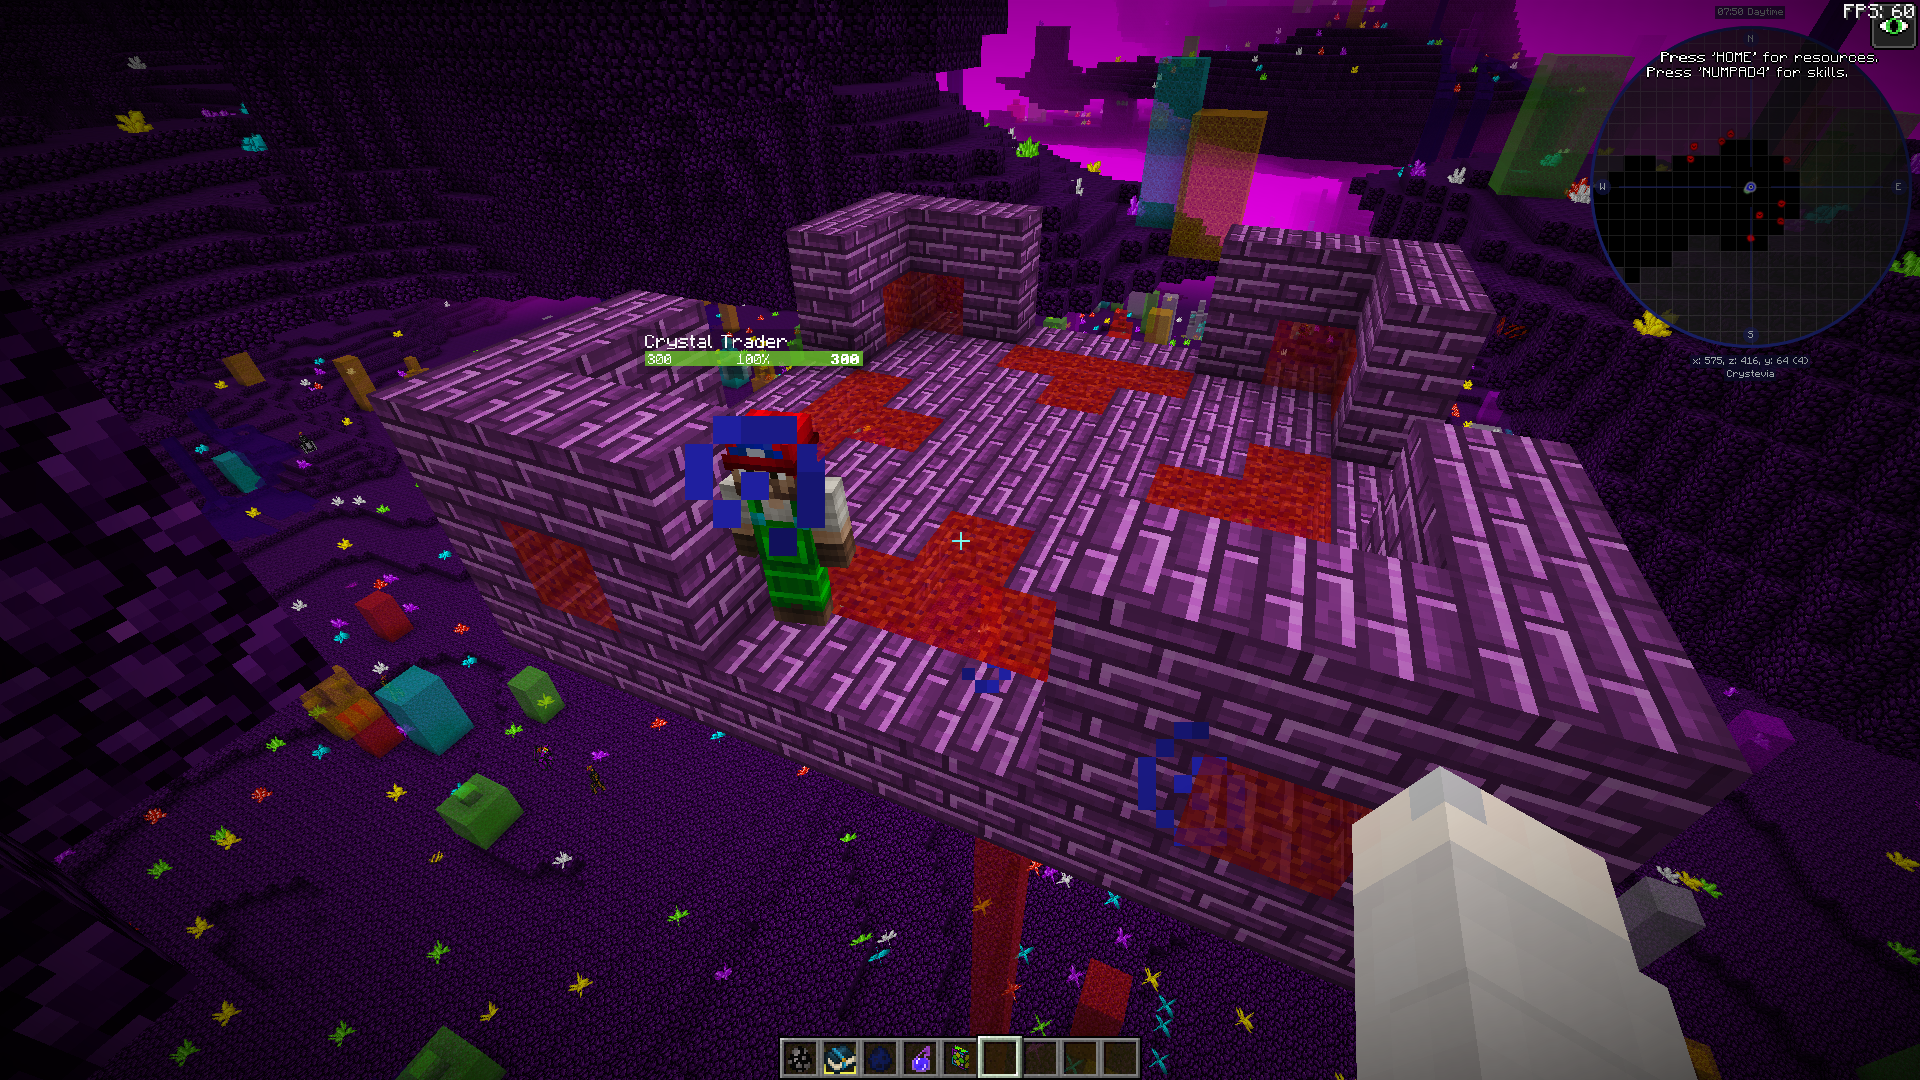 07:50 Daytime
FPS: 60
N
Press 'HOME' for resources.
Press 'NUMPAD4' for skills.
W
E
S
x: 575, z: 416, y: 64 (4)
Crystevia
Crystal Trader
300 100% 300